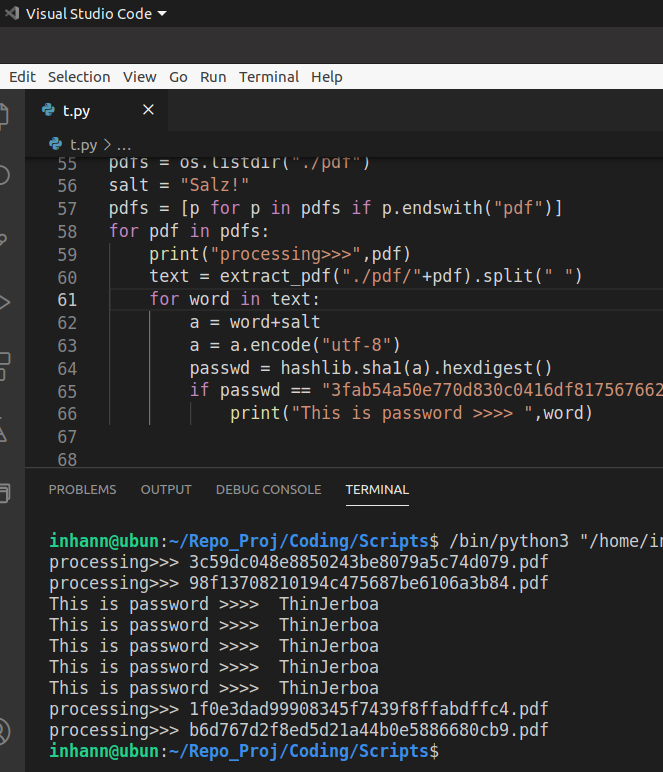 Visual Studio Code
Edit Selection View Go Run Terminal Help
t.py
t.py > ...
55 pdfs = os.listdir("./pdf")
56 salt = "Salz!"
57 pdfs = [p for p in pdfs if p.endswith("pdf")]
58 for pdf in pdfs:
59 print("processing>>>",pdf)
60 text = extract_pdf("./pdf/"+pdf).split(" ")
61 for word in text:
62 a = word+salt
63 a = a.encode("utf-8")
64 passwd = hashlib.sha1(a).hexdigest()
65 if passwd == "3fab54a50e770d830c0416df817567662
66 print("This is password >>>> ",word)
67
68
PROBLEMS OUTPUT DEBUG CONSOLE TERMINAL
inhann@ubun:~/Repo_Proj/Coding/Scripts$ /bin/python3 "/home/in
processing>>> 3c59dc048e8850243be8079a5c74d079.pdf
processing>>> 98f13708210194c475687be6106a3b84.pdf
This is password >>>>  ThinJerboa
This is password >>>>  ThinJerboa
This is password >>>>  ThinJerboa
This is password >>>>  ThinJerboa
This is password >>>>  ThinJerboa
processing>>> 1f0e3dad99908345f7439f8ffabdffc4.pdf
processing>>> b6d767d2f8ed5d21a44b0e5886680cb9.pdf
inhann@ubun:~/Repo_Proj/Coding/Scripts$